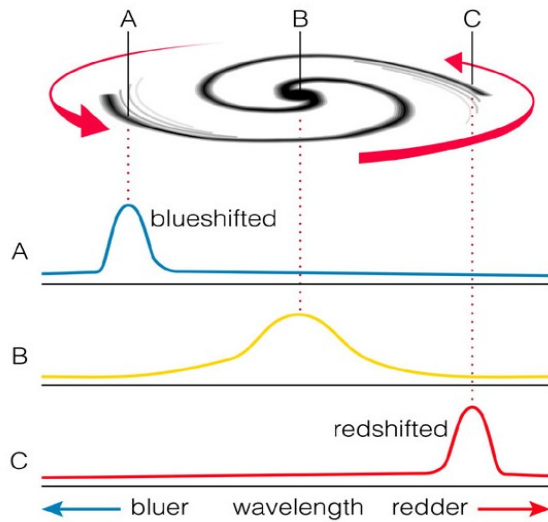 A B C
blueshifted
A
B
redshifted
C
bluer wavelength redder